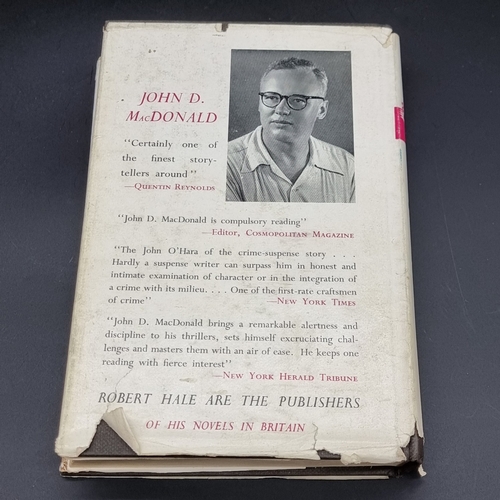 JOHN D.
MACDONALD
"Certainly one of
the finest story-
tellers around"
—QUENTIN REYNOLDS
"John D. MacDonald is compulsory reading"
—Editor, COSMOPOLITAN MAGAZINE
"The John O'Hara of the crime-suspense story . . .
Hardly a suspense writer can surpass him in honest and
intimate examination of character or in the integration of
a crime with its milieu. . . . One of the first-rate craftsmen
of crime" —NEW YORK TIMES
"John D. MacDonald brings a remarkable alertness and
discipline to his thrillers, sets himself excruciating chal-
lenges and masters them with an air of ease. He keeps one
reading with fierce interest"
—NEW YORK HERALD TRIBUNE
ROBERT HALE ARE THE PUBLISHERS
OF HIS NOVELS IN BRITAIN